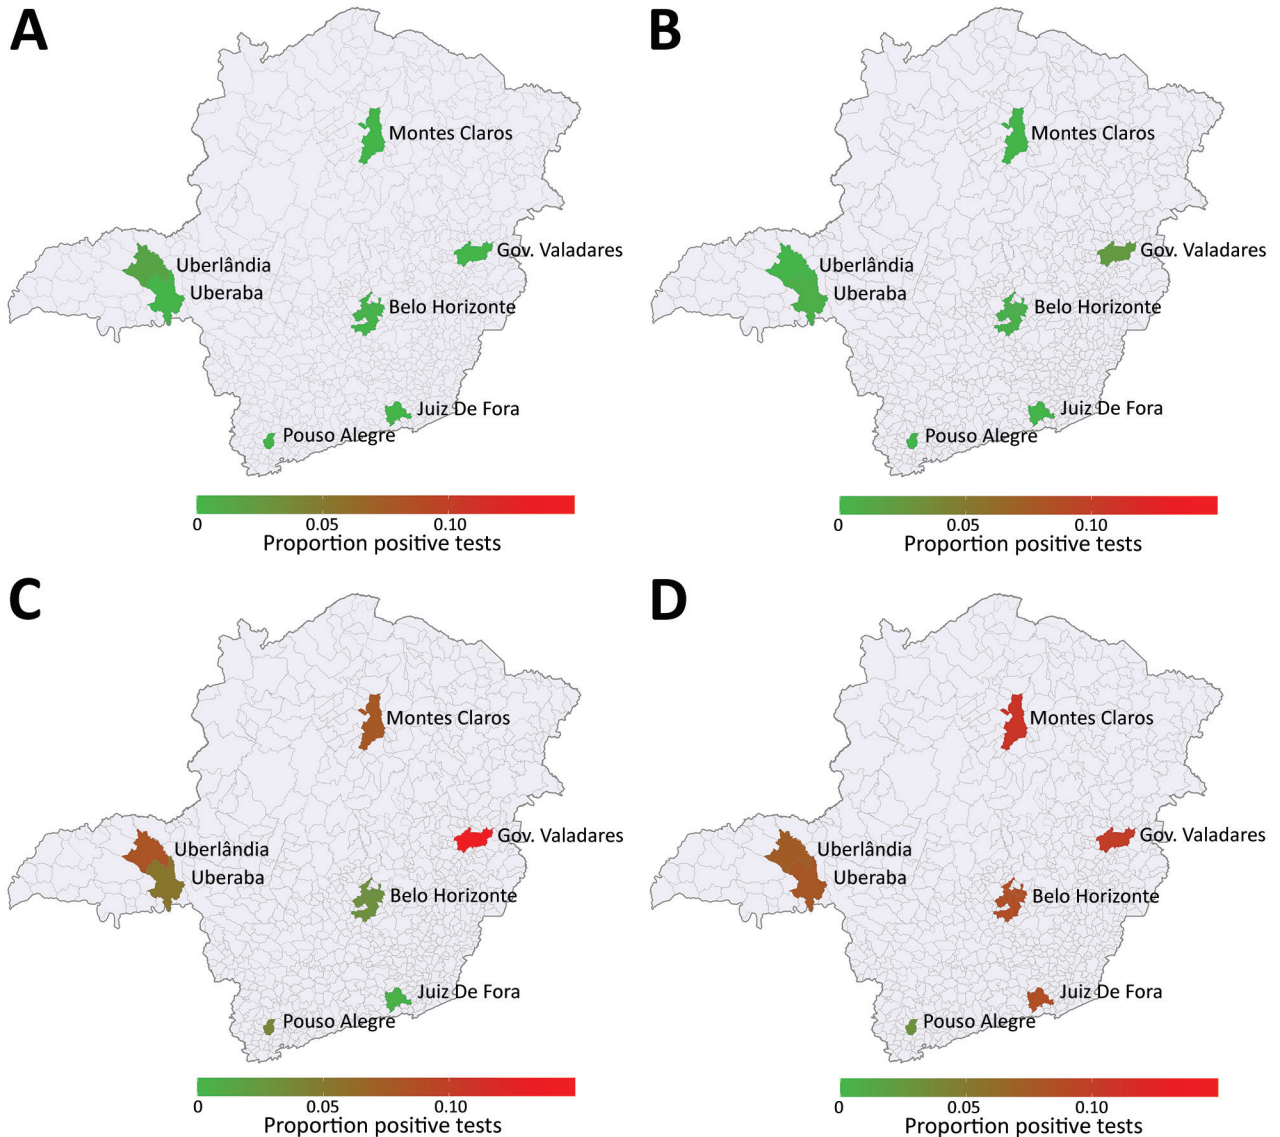 A
Montes Claros
Gov. Valadares
Uberlândia
Uberaba
Belo Horizonte
Juiz De Fora
Pouso Alegre
0 0.05 0.10
Proportion positive tests
B
Montes Claros
Gov. Valadares
Uberlândia
Uberaba
Belo Horizonte
Juiz De Fora
Pouso Alegre
0 0.05 0.10
Proportion positive tests
C
Montes Claros
Gov. Valadares
Uberlândia
Uberaba
Belo Horizonte
Juiz De Fora
Pouso Alegre
0 0.05 0.10
Proportion positive tests
D
Montes Claros
Gov. Valadares
Uberlândia
Uberaba
Belo Horizonte
Juiz De Fora
Pouso Alegre
0 0.05 0.10
Proportion positive tests